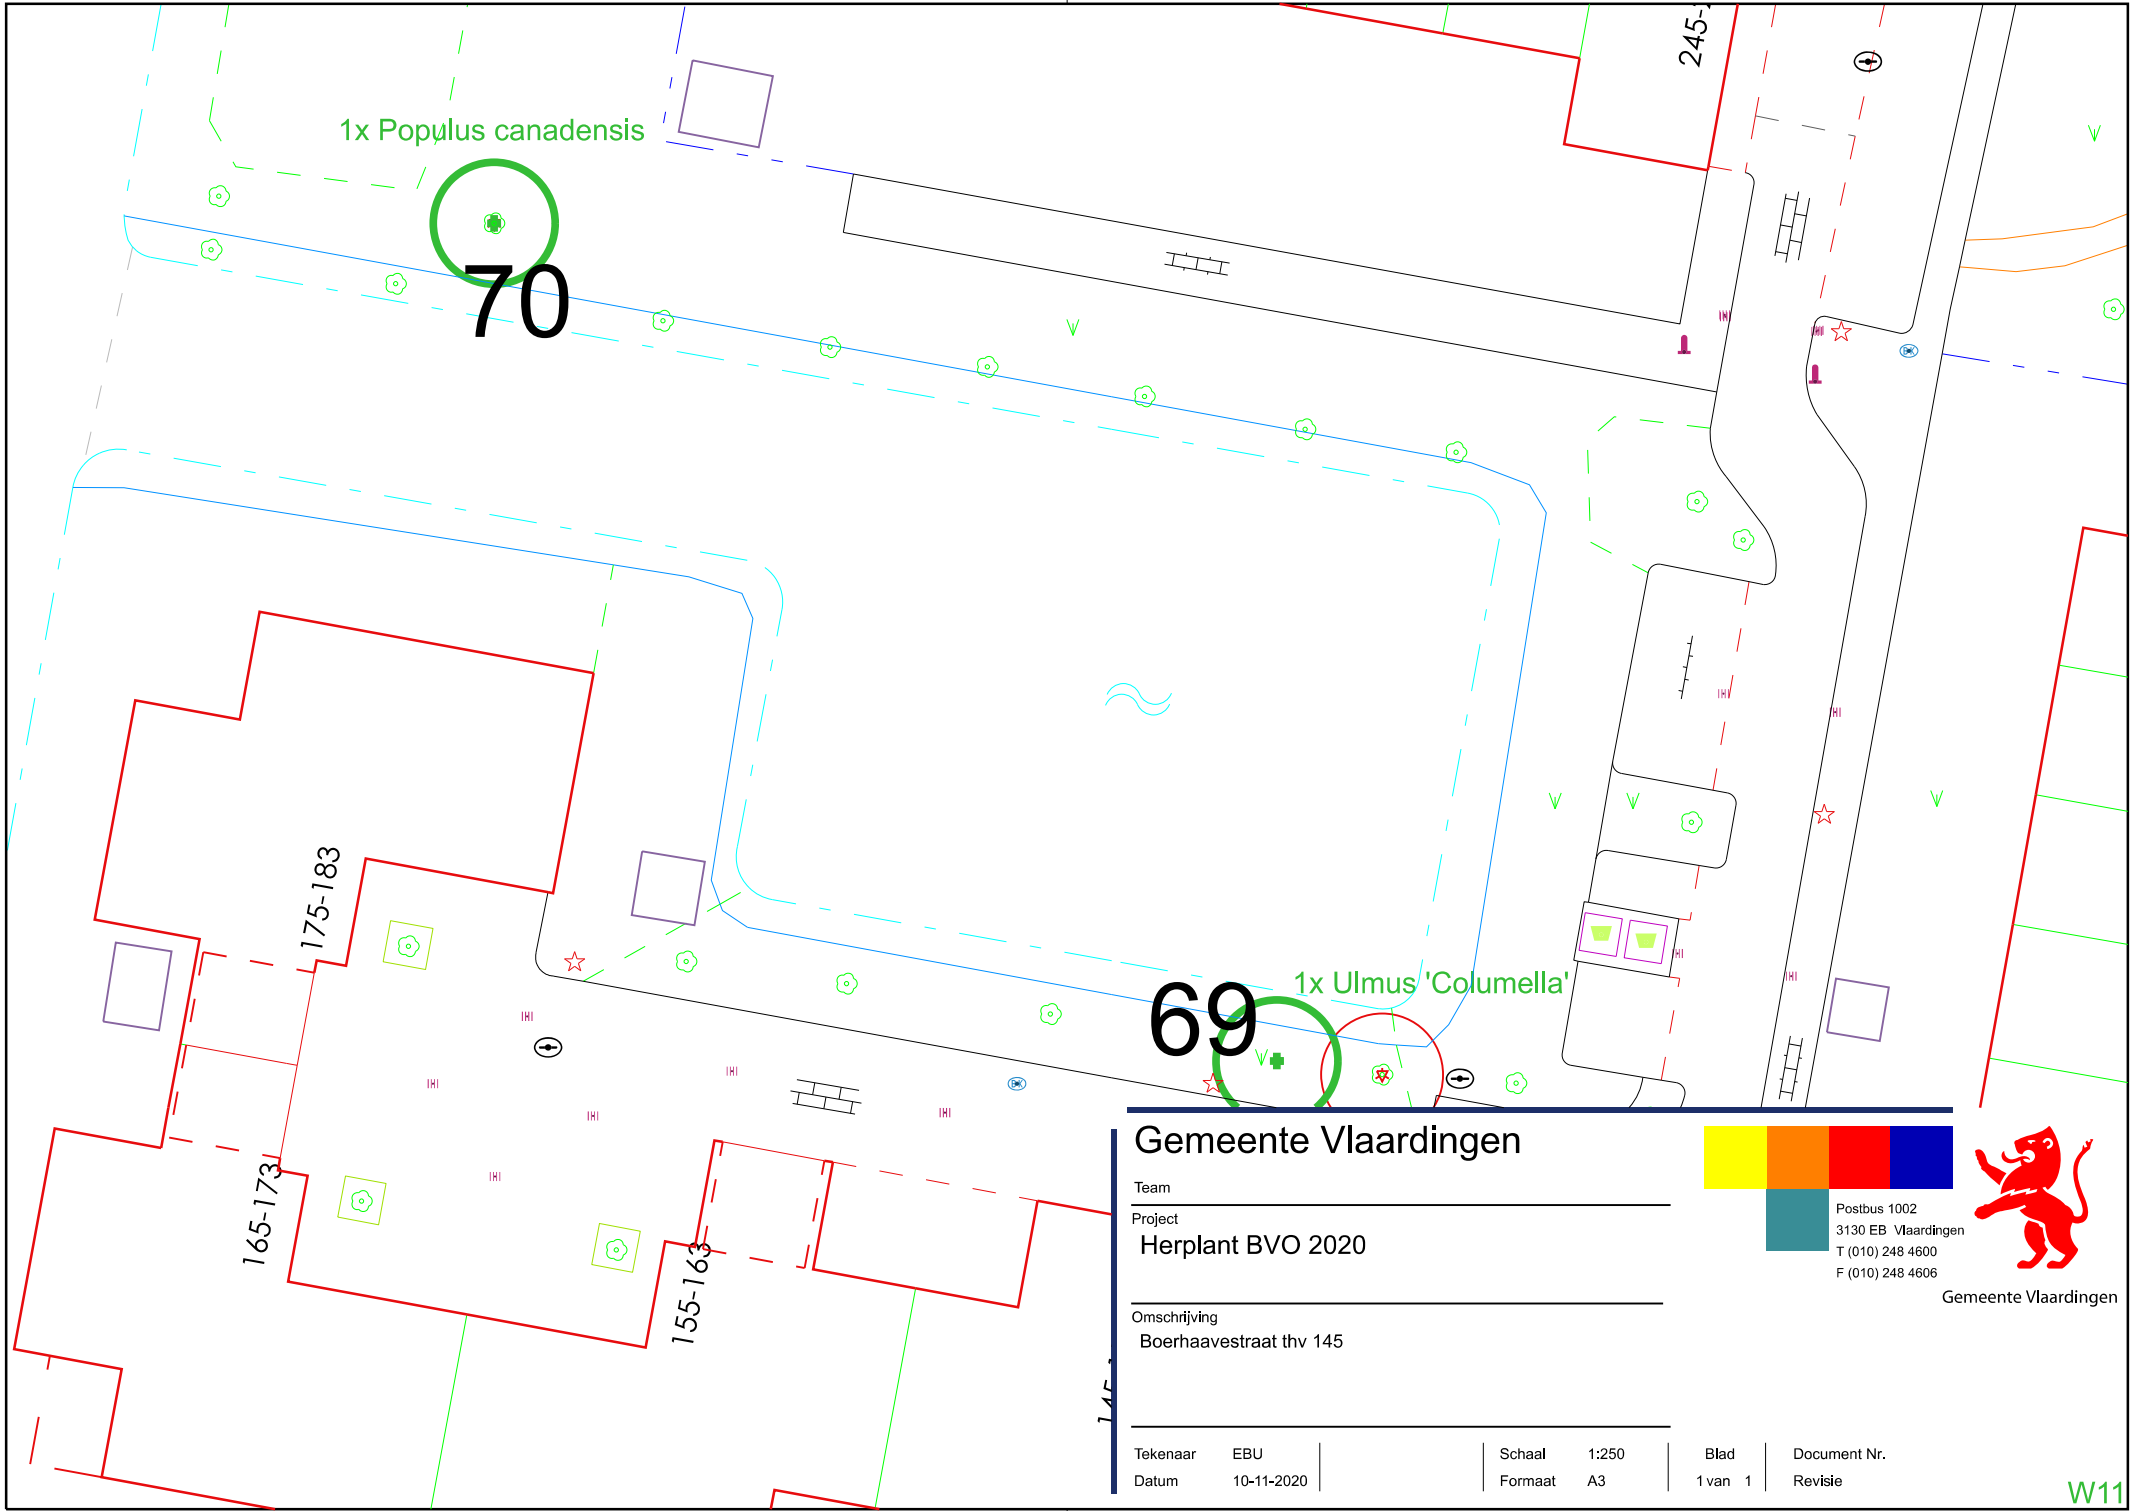 245-
1x Populus canadensis
70
175-183
1x Ulmus 'Columella'
69
165-173
155-163
Gemeente Vlaardingen
Team
Project
Herplant BVO 2020
Omschrijving
Boerhaavestraat thv 145
Postbus 1002
3130 EB Vlaardingen
T (010) 248 4600
F (010) 248 4606
Gemeente Vlaardingen
Tekenaar EBU Schaal 1:250 Blad Document Nr.
Datum 10-11-2020 Formaat A3 1 van 1 Revisie
W11